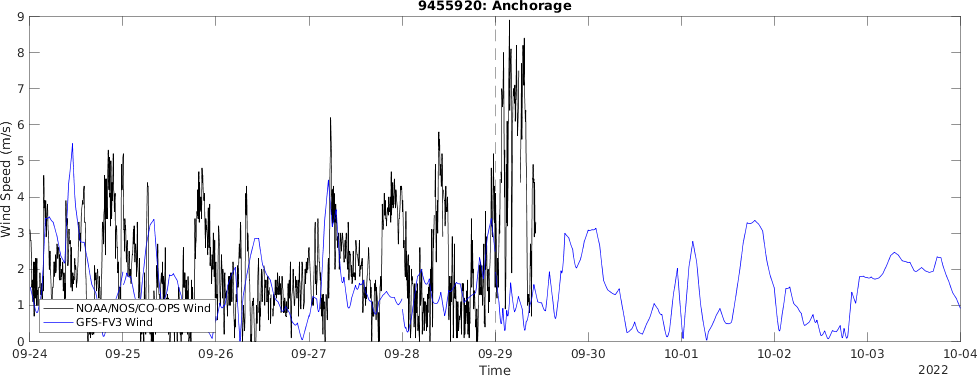 9455920: Anchorage
9
8
7
6
5
4
3
2
1
0
Wind Speed (m/s)
NOAA/NOS/CO-OPS Wind
GFS-FV3 Wind
09-24 09-25 09-26 09-27 09-28 09-29 09-30 10-01 10-02 10-03 10-04
Time
2022